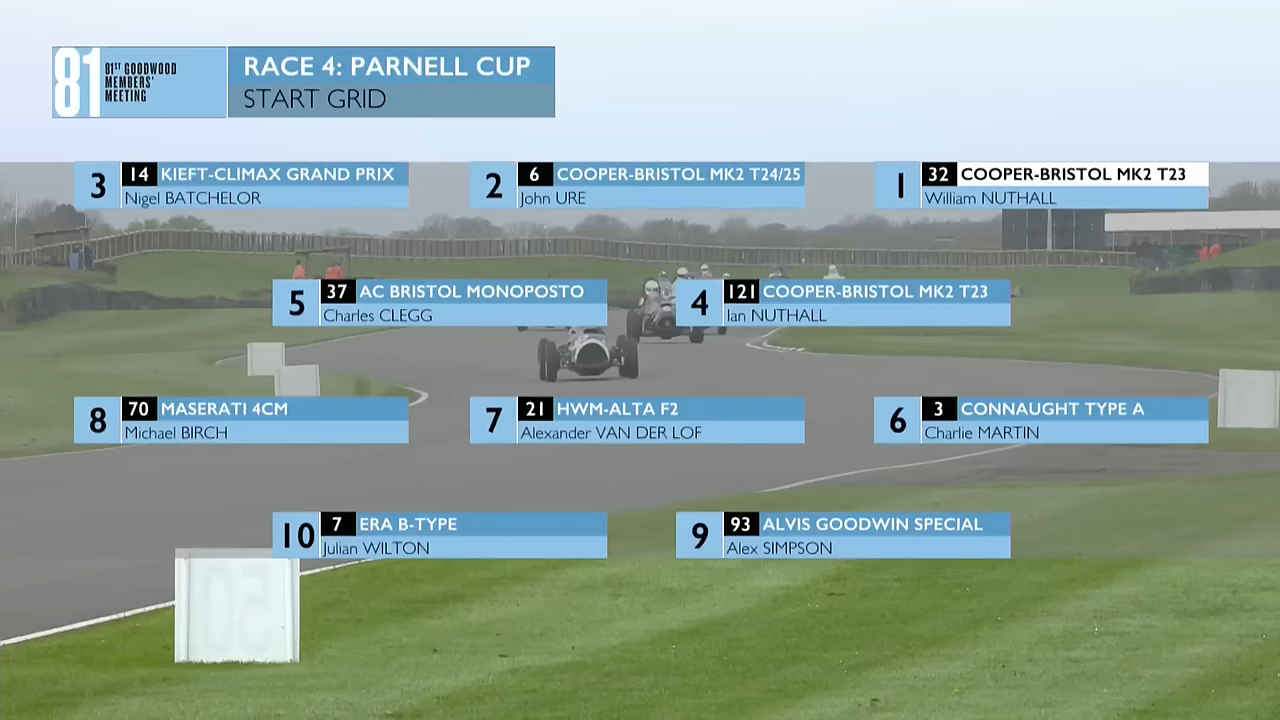 81
81ST GOODWOOD
MEMBERS'
MEETING
RACE 4: PARNELL CUP
START GRID
3 14 KIEFT-CLIMAX GRAND PRIX
Nigel BATCHELOR
2 6 COOPER-BRISTOL MK2 T24/25
John URE
1 32 COOPER-BRISTOL MK2 T23
William NUTHALL
5 37 AC BRISTOL MONOPOSTO
Charles CLEGG
4 121 COOPER-BRISTOL MK2 T23
Ian NUTHALL
8 70 MASERATI 4CM
Michael BIRCH
7 21 HWM-ALTA F2
Alexander VAN DER LOF
6 3 CONNAUGHT TYPE A
Charlie MARTIN
10 7 ERA B-TYPE
Julian WILTON
9 93 ALVIS GOODWIN SPECIAL
Alex SIMPSON
50